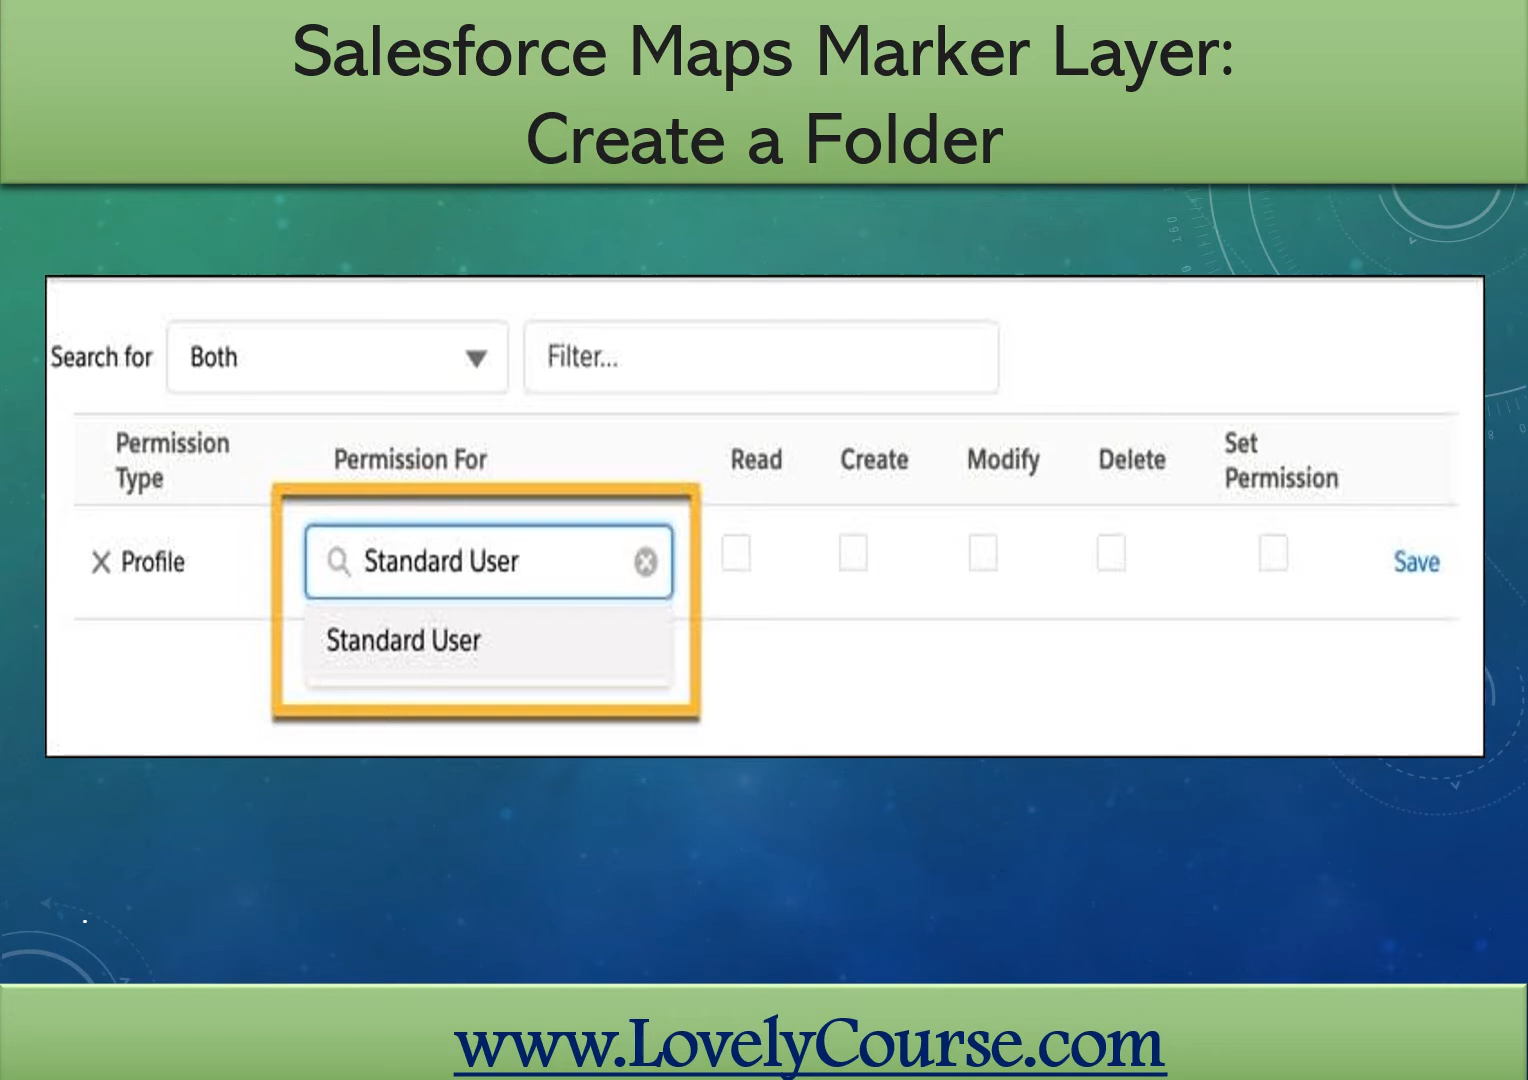 Salesforce Maps Marker Layer:
Create a Folder
160
Search for Both Filter...
Permission Type Permission For Read Create Modify Delete Set Permission
Profile Standard User Save
Standard User
www.LovelyCourse.com